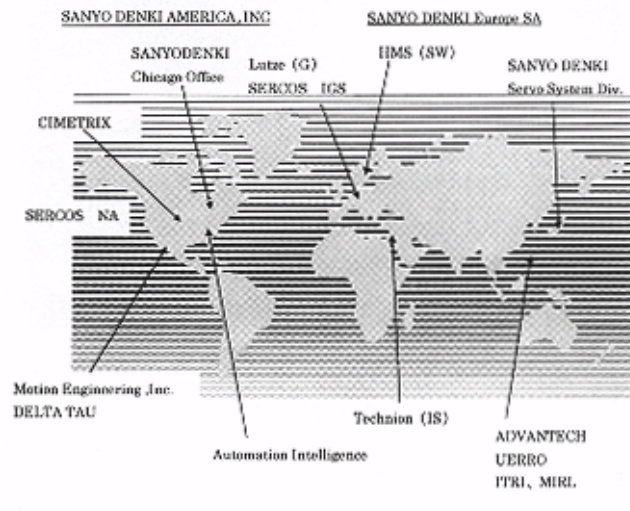 SANYO DENKI AMERICA, INC
SANYO DENKI Europe SA
SANYODENKI
Chicago Office
Lutze (G)
SERCOS IGS
HMS (SW)
SANYO DENKI
Servo System Div.
CIMETRIX
SERCOS NA
Motion Engineering ,Inc.
DELTA TAU
Automation Intelligence
Technion (IS)
ADVANTECH
UERRO
ITRI、MIRL